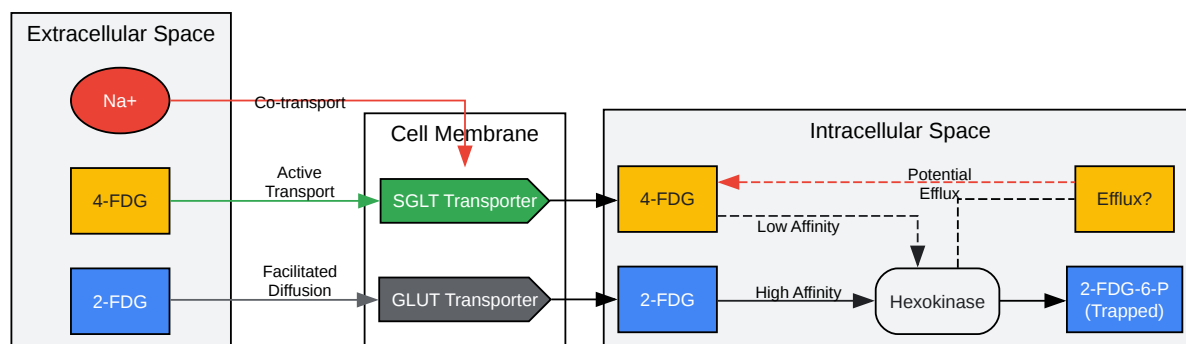 Extracellular Space
Na+
Co-transport
Cell Membrane
Intracellular Space
4-FDG
Active
Transport
SGLT Transporter
4-FDG
Potential
Efflux
Efflux?
Low Affinity
2-FDG
Facilitated
Diffusion
GLUT Transporter
2-FDG
High Affinity
Hexokinase
2-FDG-6-P
(Trapped)